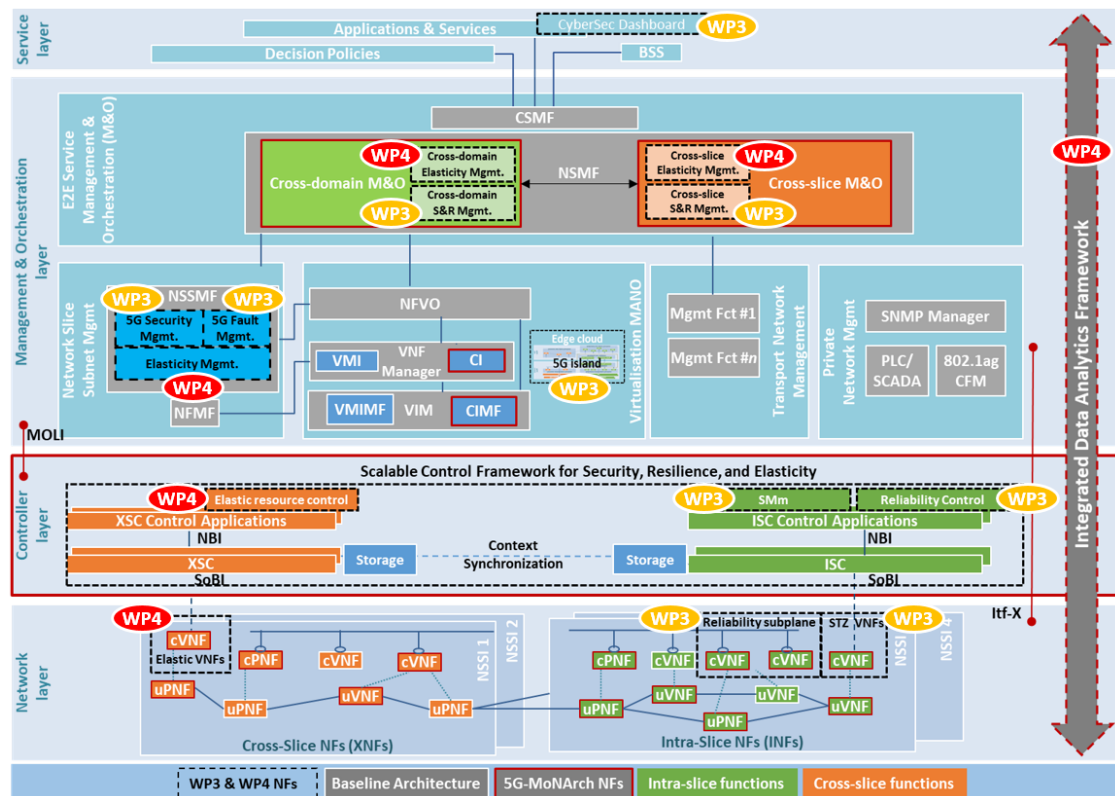 Service
layer
Applications & Services
CyberSec Dashboard
WP3
Decision Policies
BSS
Management & Orchestration
layer
E2E Service
Management &
Orchestration (M&O)
CSMF
NSMF
Cross-domain M&O
WP4
Cross-domain
Elasticity Mgmt.
Cross-domain
S&R Mgmt.
WP3
Cross-slice
Elasticity Mgmt.
WP4
Cross-slice M&O
Cross-slice
S&R Mgmt.
WP3
WP4
Integrated Data Analytics Framework
Network Slice
Subnet Mgmt
WP3
NSSMF
WP3
5G Security
Mgmt.
5G Fault
Mgmt.
Elasticity Mgmt.
WP4
NFMF
NFVO
VMI
VNF
Manager
CI
VMIMF
VIM
CIMF
Edge cloud
5G island
WP3
Virtualisation MANO
Mgmt Fct #1
Mgmt Fct #n
Transport Network
Management
Private
Network Mgmt
SNMP Manager
PLC/
SCADA
802.1ag
CFM
MOLI
Controller
layer
Scalable Control Framework for Security, Resilience, and Elasticity
WP4
Elastic resource control
XSC Control Applications
NBI
XSC
SoBI
Storage
Context
Synchronization
Storage
WP3
SMm
Reliability Control
WP3
ISC Control Applications
NBI
ISC
SoBI
Itf-X
Network
layer
WP4
cVNF
Elastic VNFs
uPNF
cPNF
cVNF
cVNF
uPNF
uVNF
uPNF
NSSI 1
NSSI 2
Cross-Slice NFs (XNFs)
WP3
Reliability subplane
STZ VNFs
WP3
cPNF
cVNF
cVNF
cVNF
cVNF
uPNF
uVNF
uVNF
uPNF
uVNF
NSSI
NSSI 4
Intra-Slice NFs (INFs)
WP3 & WP4 NFs
Baseline Architecture
5G-MoNArch NFs
Intra-slice functions
Cross-slice functions